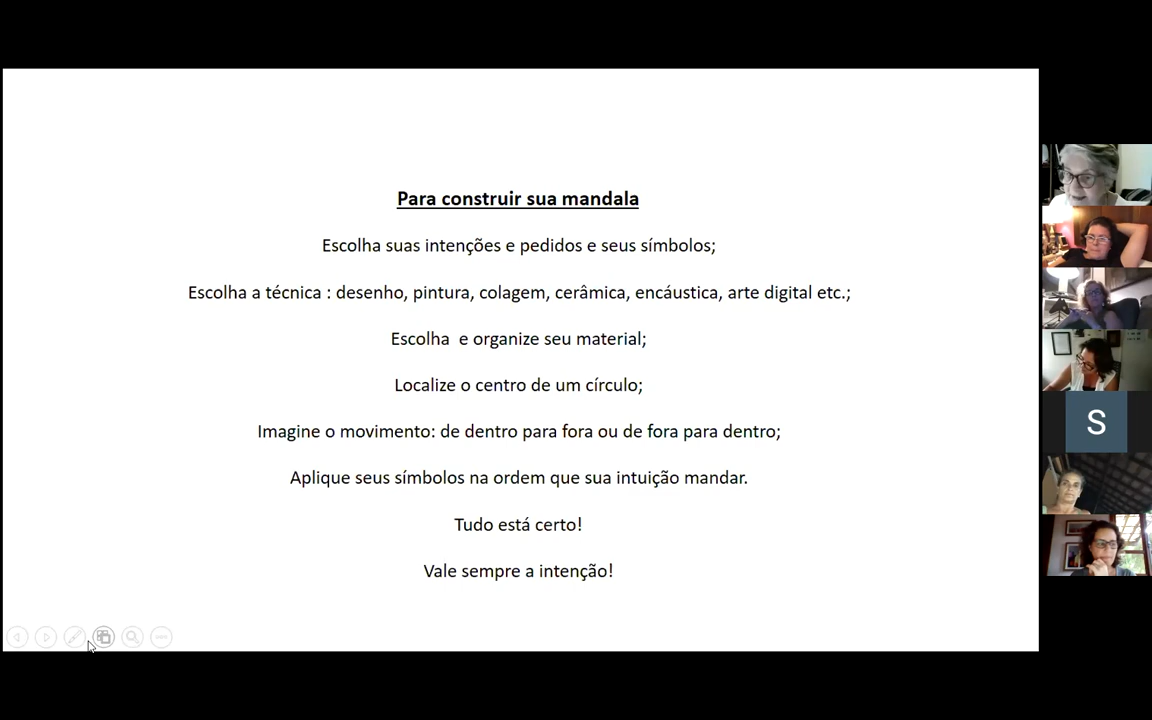 Para construir sua mandala
Escolha suas intenções e pedidos e seus símbolos;
Escolha a técnica : desenho, pintura, colagem, cerâmica, encáustica, arte digital etc.;
Escolha  e organize seu material;
Localize o centro de um círculo;
Imagine o movimento: de dentro para fora ou de fora para dentro;
Aplique seus símbolos na ordem que sua intuição mandar.
Tudo está certo!
Vale sempre a intenção!
S